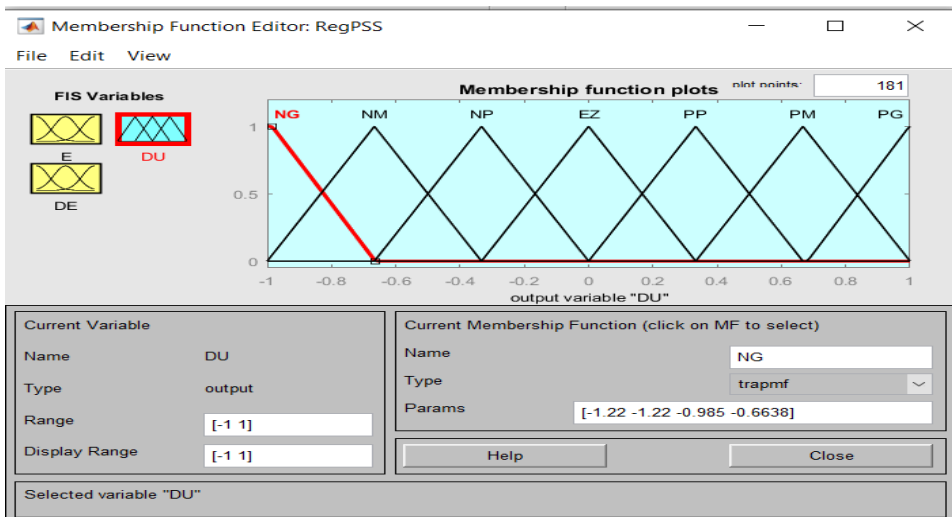 Membership Function Editor: RegPSS
File Edit View
FIS Variables
E
DU
DE
Membership function plots
plot points:
181
NG NM NP EZ PP PM PG
1
0.5
0
-1 -0.8 -0.6 -0.4 -0.2 0 0.2 0.4 0.6 0.8 1
output variable "DU"
Current Variable
Name DU
Type output
Range [-1 1]
Display Range [-1 1]
Current Membership Function (click on MF to select)
Name NG
Type trapmf
Params [-1.22 -1.22 -0.985 -0.6638]
Help Close
Selected variable "DU"